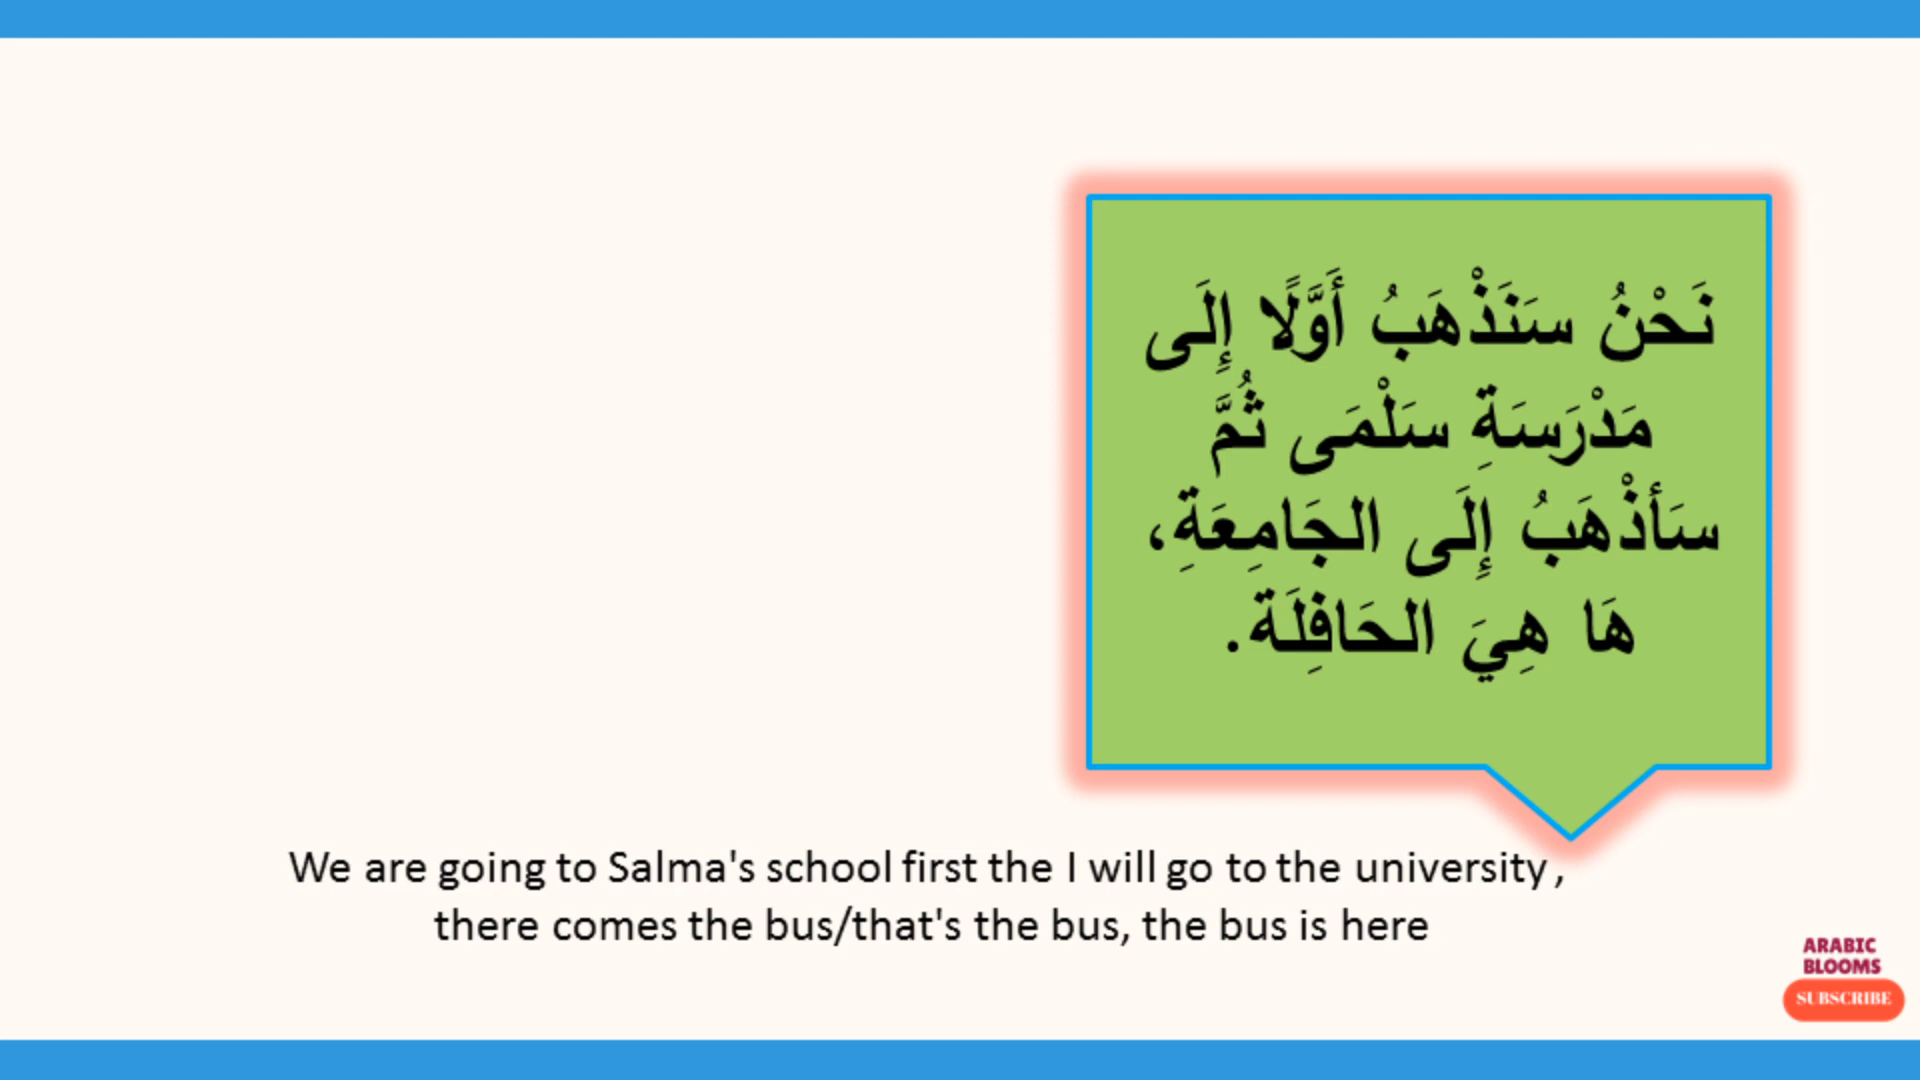 نَحْنُ سَنَذْهَبُ أَوَّلًا إِلَى
مَدْرَسَةِ سَلْمَى ثُمَّ
سَأَذْهَبُ إِلَى الجَامِعَةِ،
هَا هِيَ الحَافِلَة.
We are going to Salma's school first the I will go to the university,
there comes the bus/that's the bus, the bus is here
ARABIC
BLOOMS
SUBSCRIBE